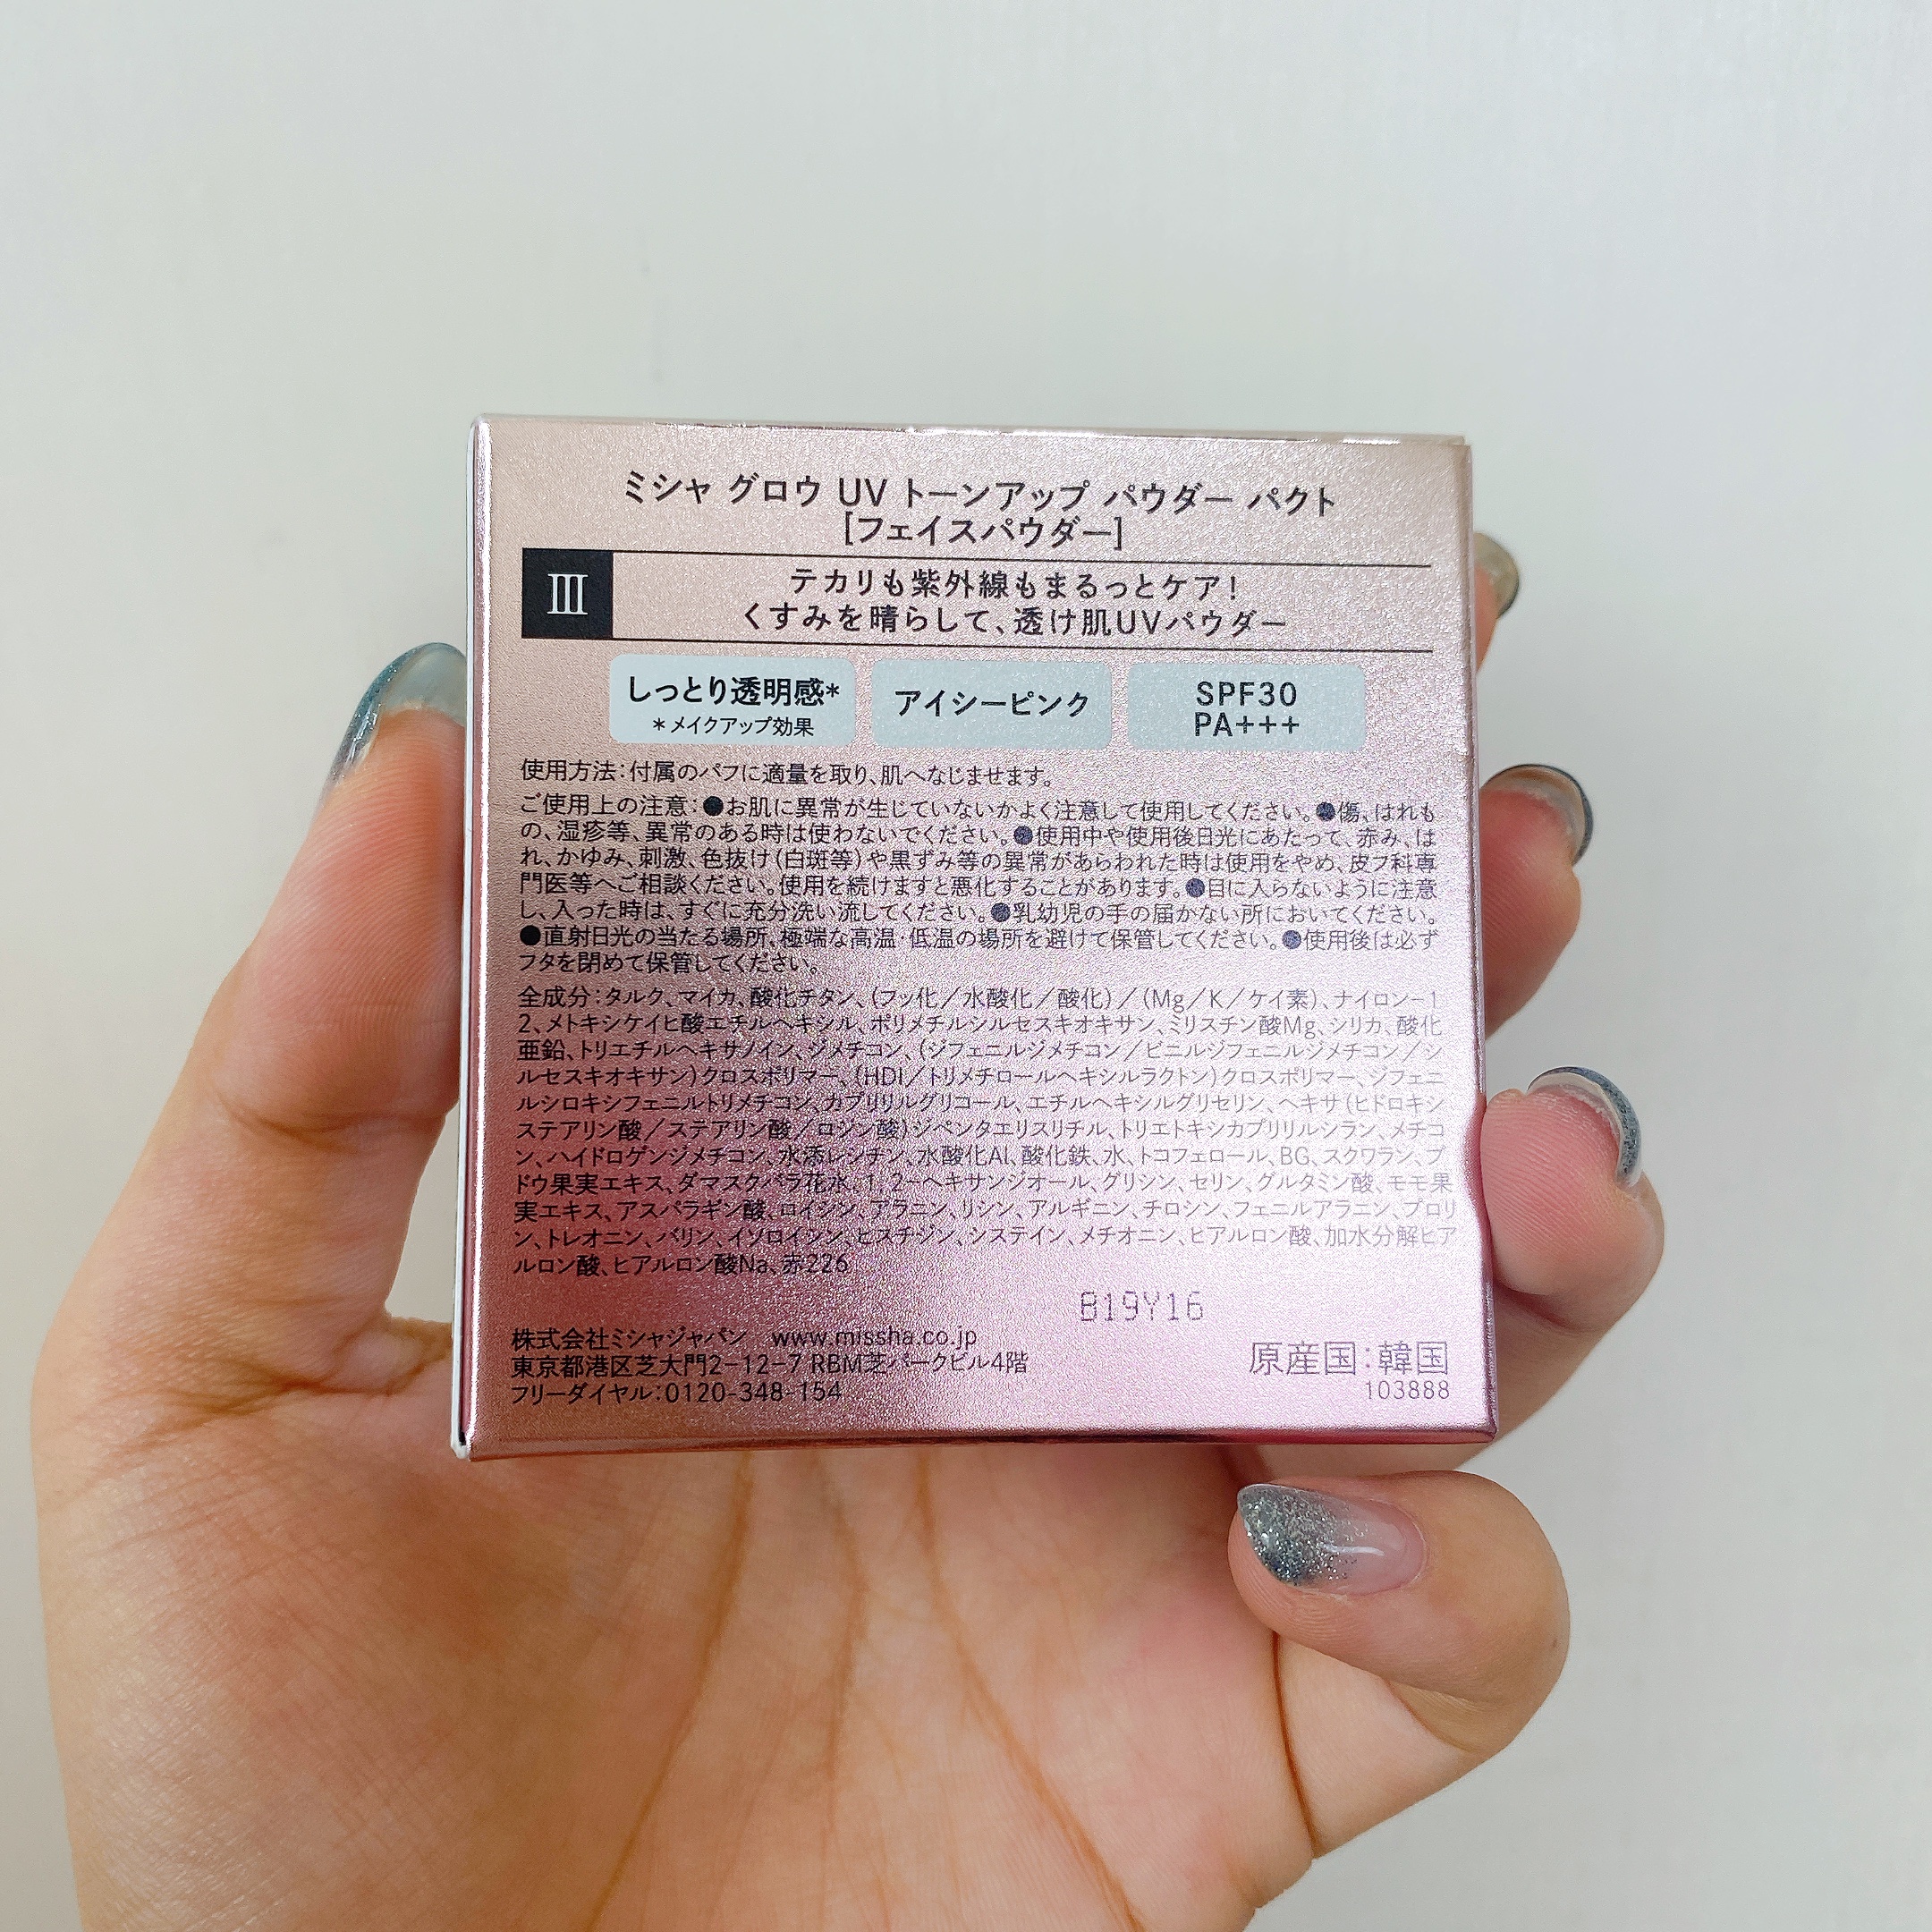 ミシャ グロウ UV トーンアップ パウダー パクト
[フェイスパウダー]
Ⅲ
テカリも紫外線もまるっとケア!
くすみを晴らして、透け肌UVパウダー
しっとり透明感*
*メイクアップ効果
アイシーピンク
SPF30
PA+++
使用方法:付属のパフに適量を取り、肌へなじませます。
ご使用上の注意:●お肌に異常が生じていないかよく注意して使用してください。●傷、はれも
の、湿疹等、異常のある時は使わないでください。●使用中や使用後日光にあたって、赤み、は
れ、かゆみ、刺激、色抜け(白斑等)や黒ずみ等の異常があらわれた時は使用をやめ、皮フ科専
門医等へご相談ください。使用を続けますと悪化することがあります。●目に入らないように注意
し、入った時は、すぐに充分洗い流してください。●乳幼児の手の届かない所においてください。
●直射日光の当たる場所、極端な高温・低温の場所を避けて保管してください。●使用後は必ず
フタを閉めて保管してください。
全成分:タルク、マイカ、酸化チタン、(フッ化/水酸化/酸化)/(Mg/K/ケイ素)、ナイロン-1
2、メトキシケイヒ酸エチルヘキシル、ポリメチルシルセスキオキサン、ミリスチン酸Mg、シリカ、酸化
亜鉛、トリエチルヘキサノイン、ジメチコン、(ジフェニルジメチコン/ビニルジフェニルジメチコン/シ
ルセスキオキサン)クロスポリマー、(HDI/トリメチロールヘキシルラクトン)クロスポリマー、ジフェニ
ルシロキシフェニルトリメチコン、カプリリルグリコール、エチルヘキシルグリセリン、ヘキサ(ヒドロキシ
ステアリン酸/ステアリン酸/ロジン酸)ジペンタエリスリチル、トリエトキシカプリリルシラン、メチコ
ン、ハイドロゲンジメチコン、水添レシチン、水酸化Al、酸化鉄、水、トコフェロール、BG、スクワラン、ブ
ドウ果実エキス、ダマスクバラ花水、1,2-ヘキサンジオール、グリシン、セリン、グルタミン酸、モモ果
実エキス、アスパラギン酸、ロイシン、アラニン、リシン、アルギニン、チロシン、フェニルアラニン、プロリ
ン、トレオニン、バリン、イソロイシン、ヒスチジン、システイン、メチオニン、ヒアルロン酸、加水分解ヒア
ルロン酸、ヒアルロン酸Na、赤226
B19Y16
株式会社ミシャジャパン www.missha.co.jp
東京都港区芝大門2-12-7 RBM芝パークビル4階
フリーダイヤル:0120-348-154
原産国:韓国
103888